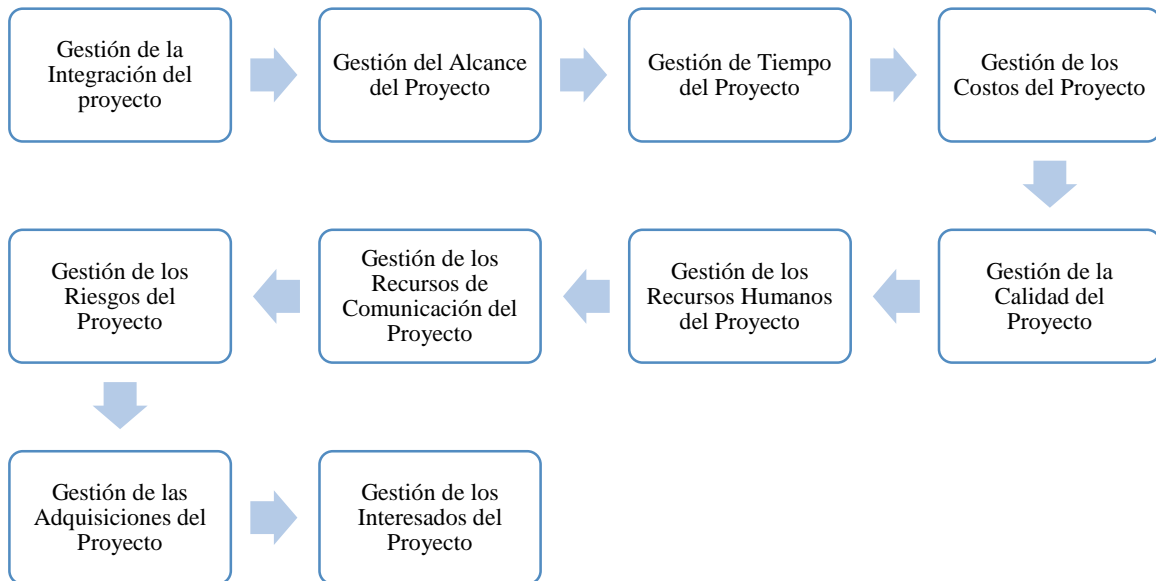 Gestión de la
Integración del
proyecto
Gestión del Alcance
del Proyecto
Gestión de Tiempo
del Proyecto
Gestión de los
Costos del Proyecto
Gestión de la
Calidad del
Proyecto
Gestión de los
Recursos Humanos
del Proyecto
Gestión de los
Recursos de
Comunicación del
Proyecto
Gestión de los
Riesgos del
Proyecto
Gestión de las
Adquisiciones del
Proyecto
Gestión de los
Interesados del
Proyecto